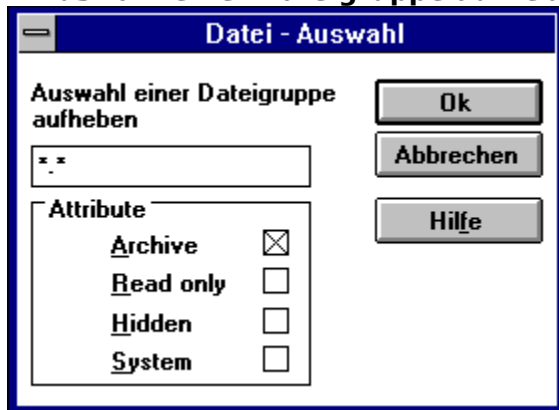 Datei - Auswahl
Auswahl einer Dateigruppe
aufheben
*.*
Attribute
Archive
Read only
Hidden
System
Ok
Abbrechen
Hilfe